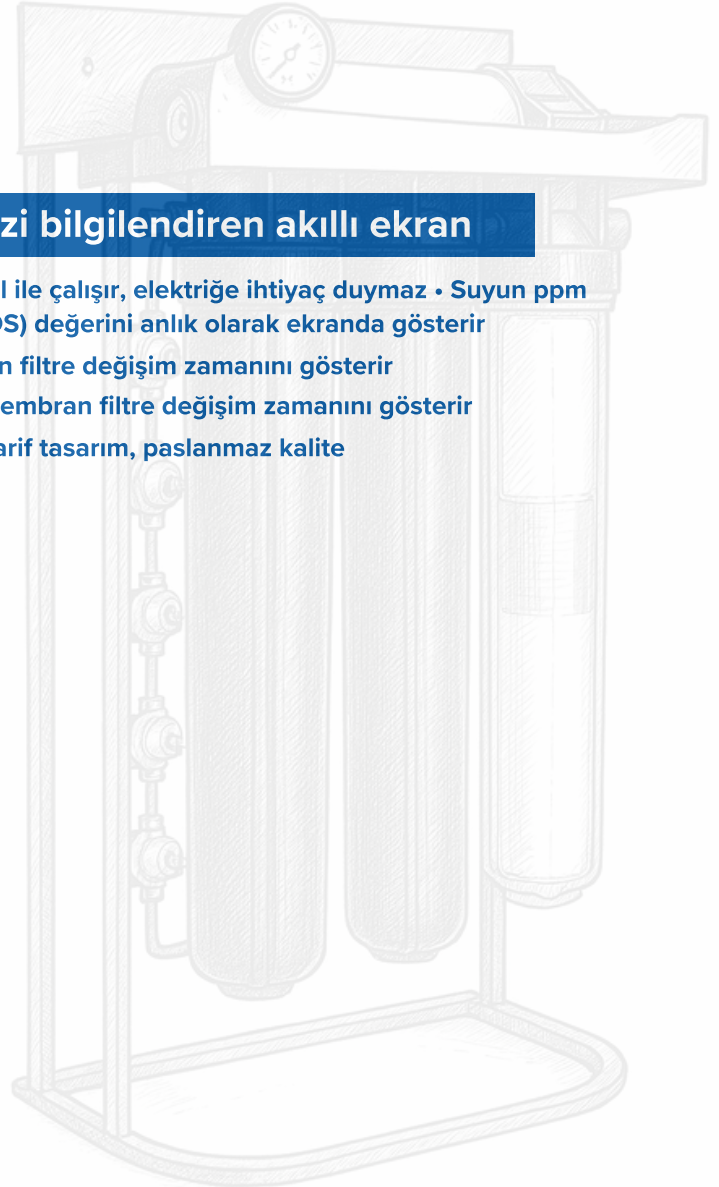 zi bilgilendiren akıllı ekran
l ile çalışır, elektriğe ihtiyaç duymaz • Suyun ppm
DS) değerini anlık olarak ekranda gösterir
n filtre değişim zamanını gösterir
embran filtre değişim zamanını gösterir
arif tasarım, paslanmaz kalite